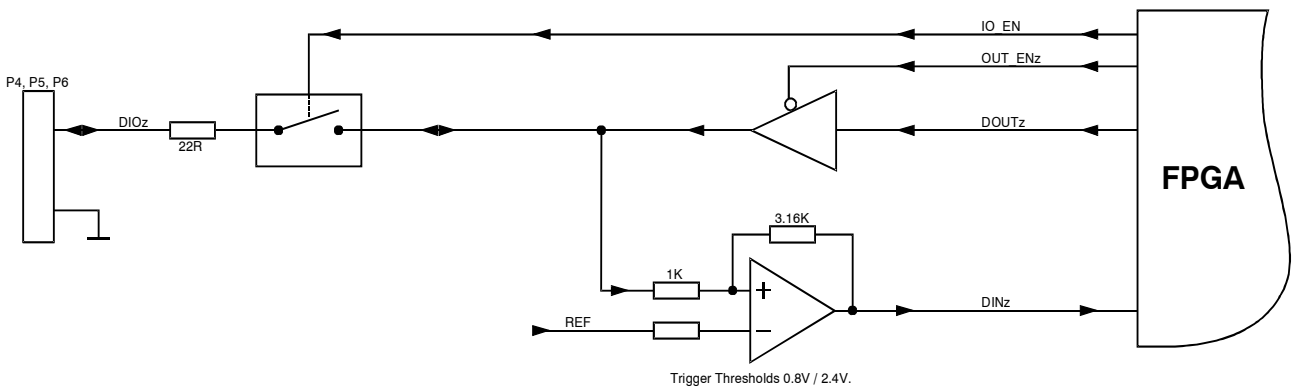 IO_EN
OUT_ENz
P4, P5, P6
DIOz
22R
DOUTz
FPGA
3.16K
1K
+
REF
−
DINz
Trigger Thresholds 0.8V / 2.4V.